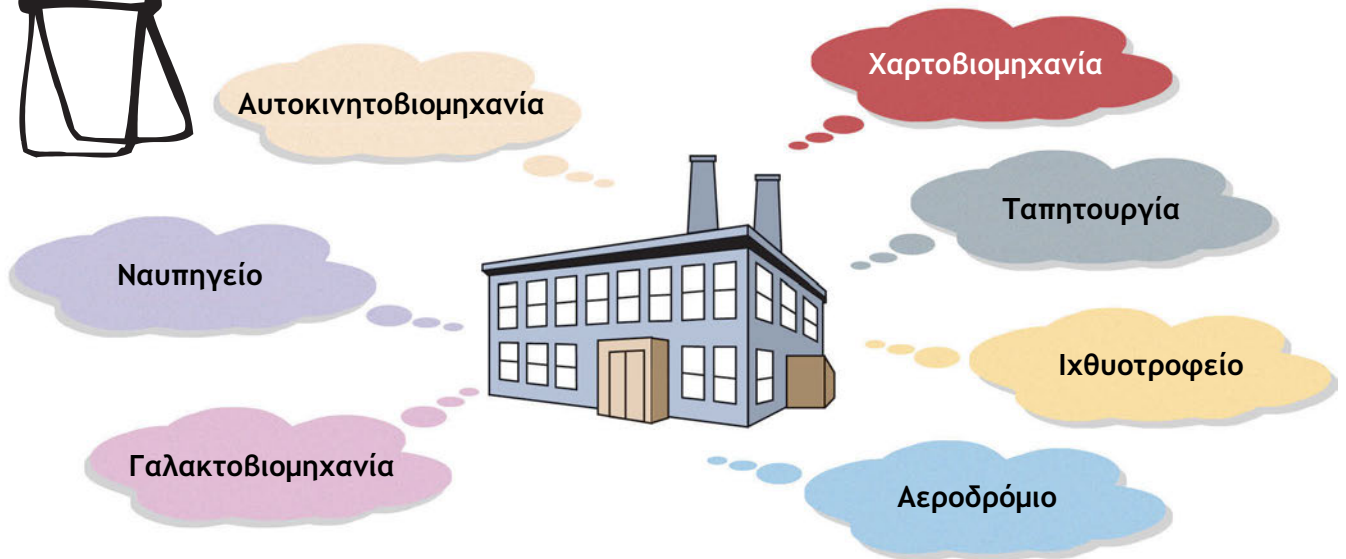 Χαρτοβιομηχανία
Αυτοκινητοβιομηχανία
Ταπητουργία
Ναυπηγείο
Ιχθυοτροφείο
Γαλακτοβιομηχανία
Αεροδρόμιο